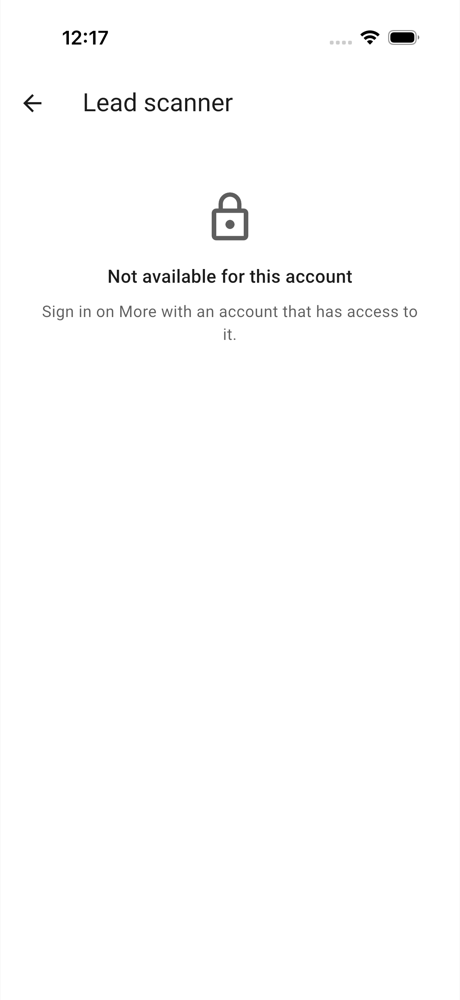 12:17
Lead scanner
Not available for this account
Sign in on More with an account that has access to
it.